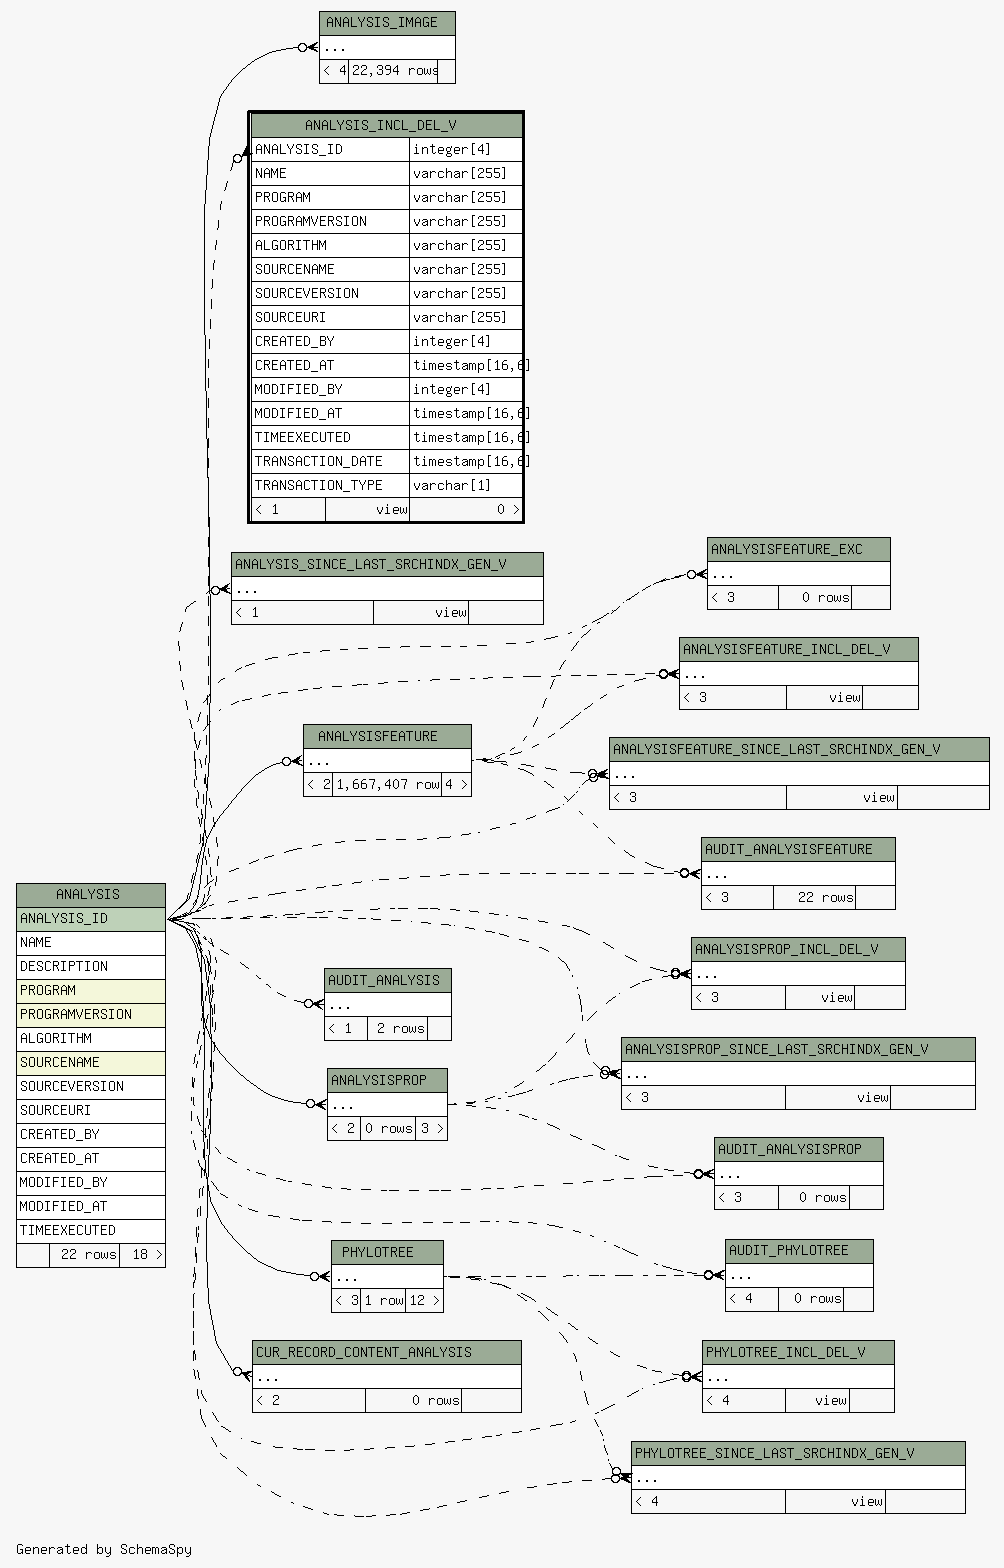 ANALYSIS_IMAGE
...
< 4 22,394 rows
ANALYSIS_INCL_DEL_V
ANALYSIS_ID integer[4]
NAME varchar[255]
PROGRAM varchar[255]
PROGRAMVERSION varchar[255]
ALGORITHM varchar[255]
SOURCENAME varchar[255]
SOURCEVERSION varchar[255]
SOURCEURI varchar[255]
CREATED_BY integer[4]
CREATED_AT timestamp[16,6]
MODIFIED_BY integer[4]
MODIFIED_AT timestamp[16,6]
TIMEEXECUTED timestamp[16,6]
TRANSACTION_DATE timestamp[16,6]
TRANSACTION_TYPE varchar[1]
< 1 view 0 >
ANALYSIS_SINCE_LAST_SRCHINDX_GEN_V
...
< 1 view
ANALYSISFEATURE_EXC
...
< 3 0 rows
ANALYSISFEATURE_INCL_DEL_V
...
< 3 view
ANALYSISFEATURE
...
< 2 1,667,407 row 4 >
ANALYSISFEATURE_SINCE_LAST_SRCHINDX_GEN_V
...
< 3 view
AUDIT_ANALYSISFEATURE
...
< 3 22 rows
ANALYSIS
ANALYSIS_ID
NAME
DESCRIPTION
PROGRAM
PROGRAMVERSION
ALGORITHM
SOURCENAME
SOURCEVERSION
SOURCEURI
CREATED_BY
CREATED_AT
MODIFIED_BY
MODIFIED_AT
TIMEEXECUTED
22 rows 18 >
ANALYSISPROP_INCL_DEL_V
...
< 3 view
AUDIT_ANALYSIS
...
< 1 2 rows
ANALYSISPROP_SINCE_LAST_SRCHINDX_GEN_V
...
< 3 view
ANALYSISPROP
...
< 2 0 rows 3 >
AUDIT_ANALYSISPROP
...
< 3 0 rows
PHYLOTREE
...
< 3 1 row 12 >
AUDIT_PHYLOTREE
...
< 4 0 rows
CUR_RECORD_CONTENT_ANALYSIS
...
< 2 0 rows
PHYLOTREE_INCL_DEL_V
...
< 4 view
PHYLOTREE_SINCE_LAST_SRCHINDX_GEN_V
...
< 4 view
Generated by SchemaSpy